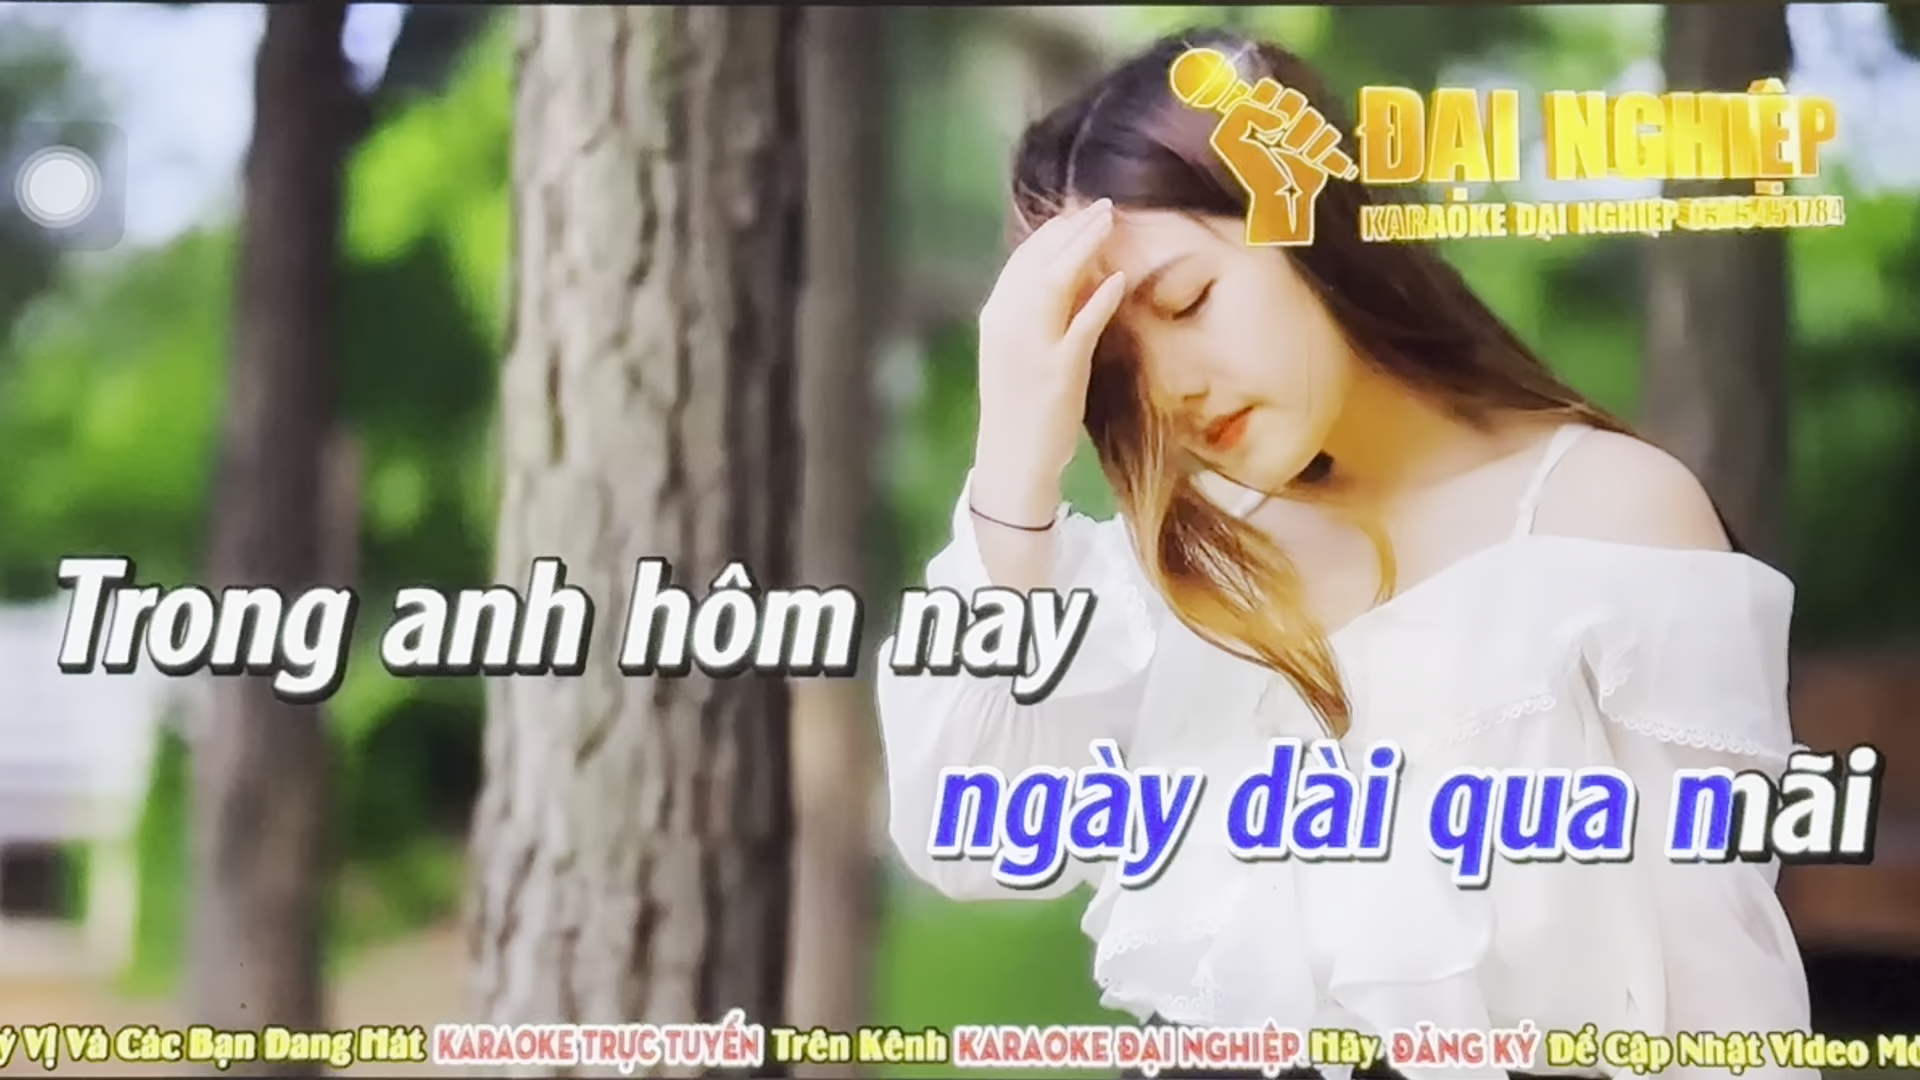 ĐẠI NGHIỆP
KARAOKE ĐẠI NGHIỆP
Trong anh hôm nay
ngày dài qua mãi
Vị Và Các Bạn Đang Hát KARAOKE TRỰC TUYẾN Trên Kênh KARAOKE ĐẠI NGHIỆP Hãy ĐĂNG KÝ Để Cập Nhật Video